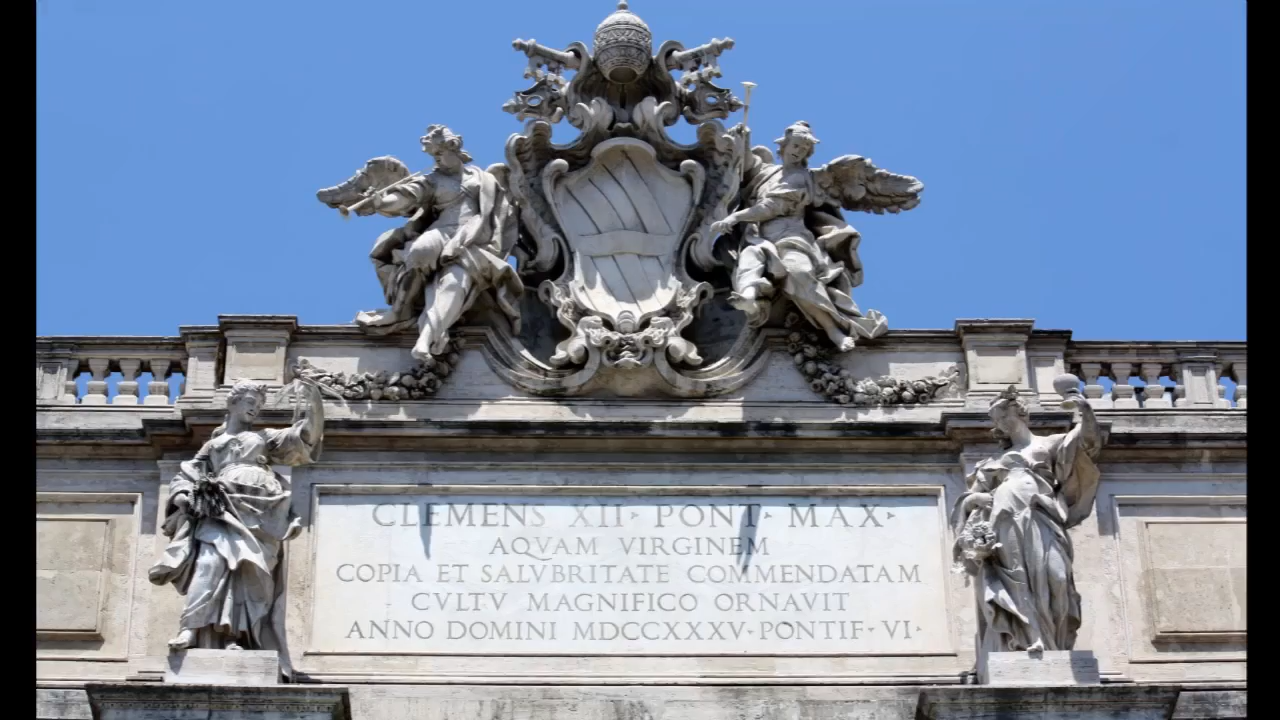 CLEMENS XII▸ PONT▸ MAX▸
AQVAM VIRGINEM
COPIA ET SALVBRITATE COMMENDATAM
CVLTV MAGNIFICO ORNAVIT
ANNO DOMINI MDCCXXXV▸PONTIF▾VI▸